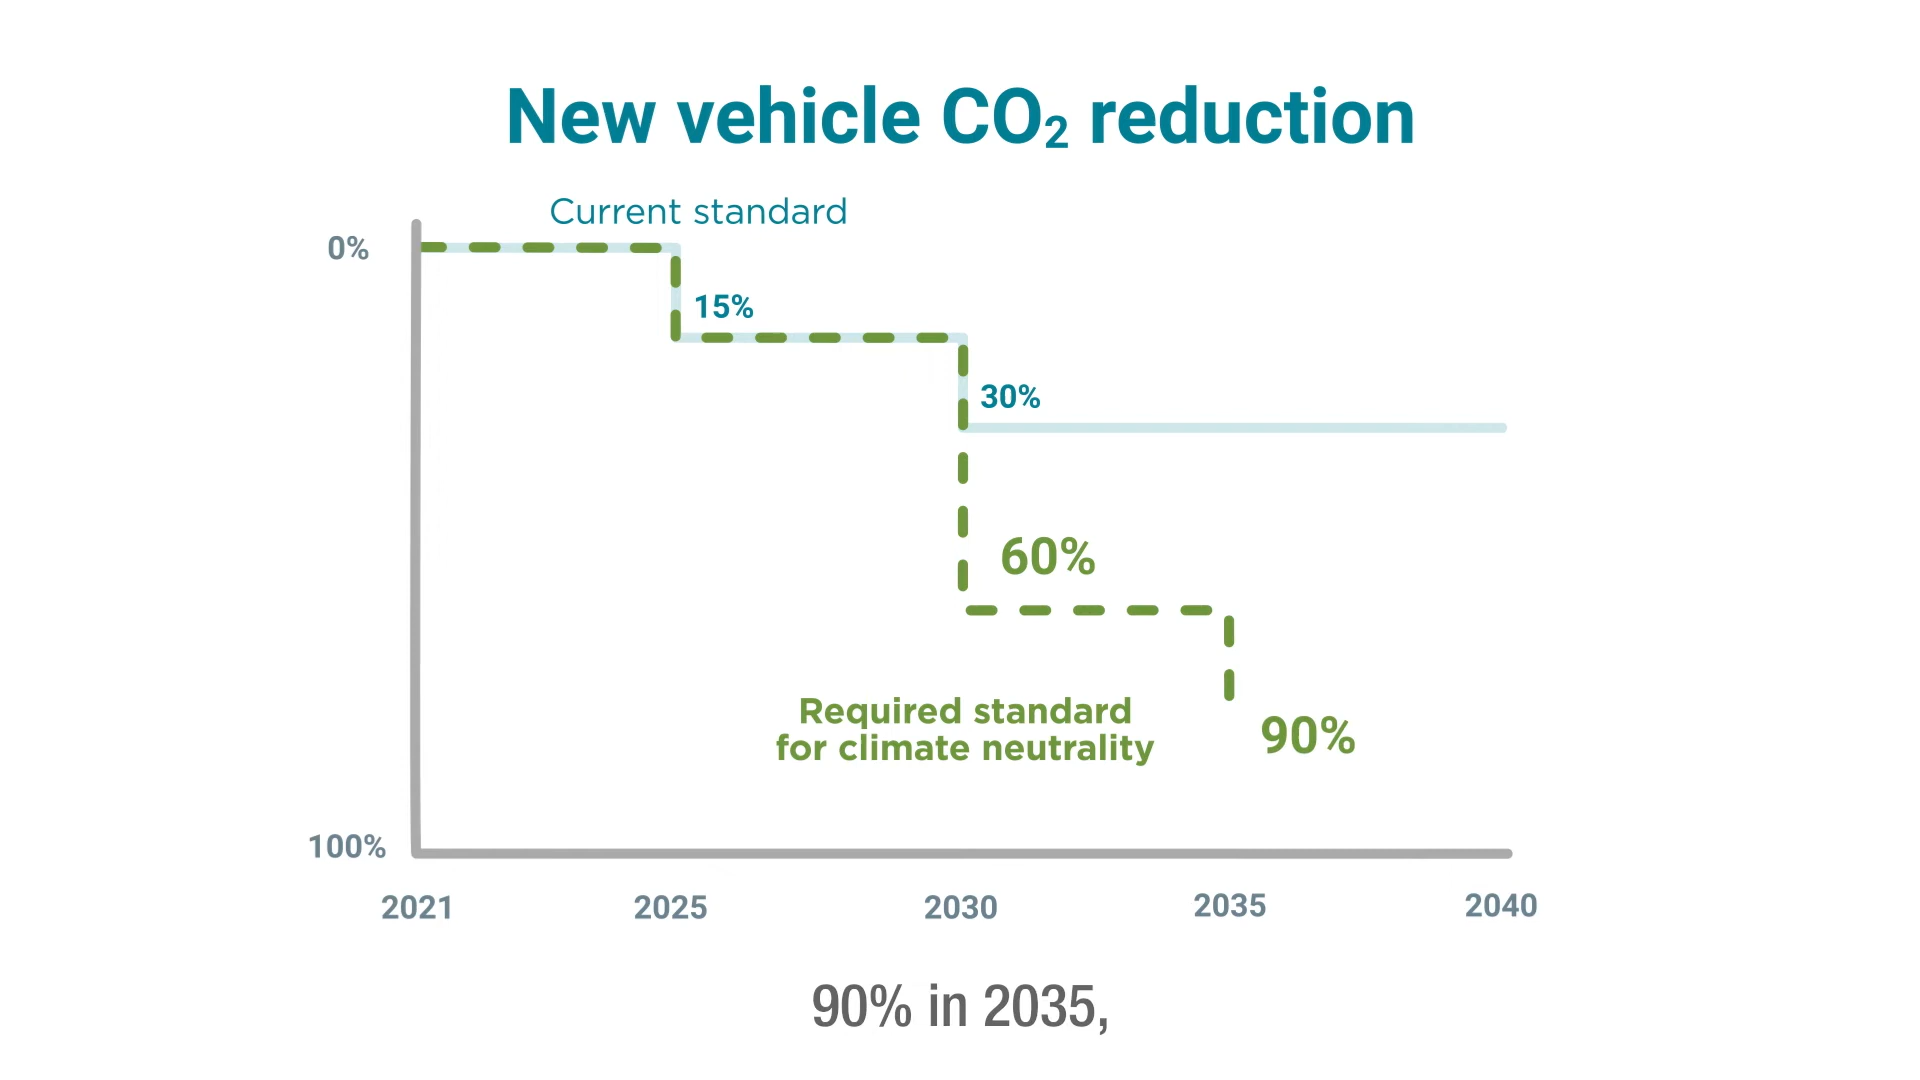 New vehicle CO₂ reduction
Current standard
0%
15%
30%
60%
Required standard
for climate neutrality
90%
100%
2021 2025 2030 2035 2040
90% in 2035,